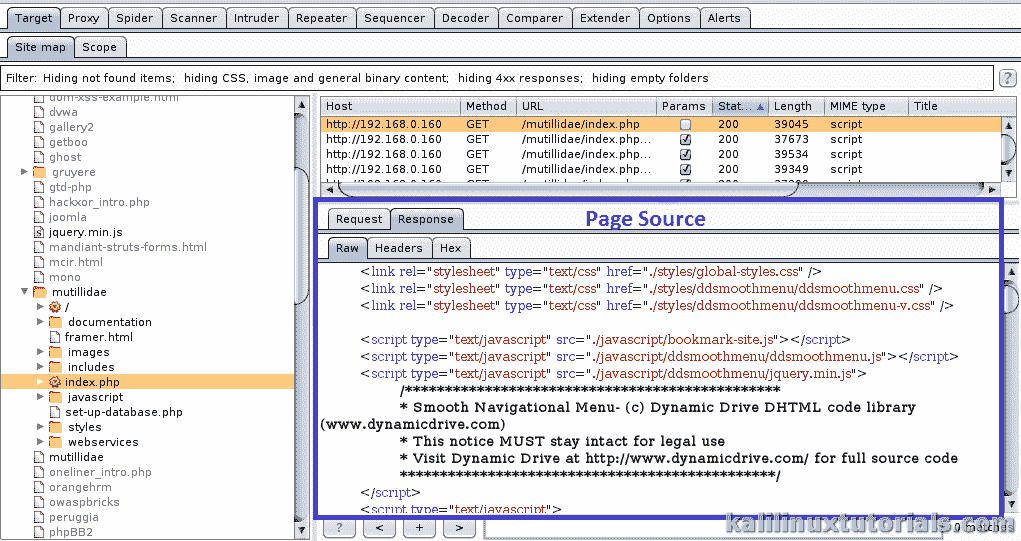 Target Proxy Spider Scanner Intruder Repeater Sequencer Decoder Comparer Extender Options Alerts
Site map Scope
Filter: Hiding not found items; hiding CSS, image and general binary content; hiding 4xx responses; hiding empty folders
?
dom-xss-example.html
dvwa
gallery2
getboo
ghost
gruyere
gtd-php
hackxor_intro.php
joomla
jquery.min.js
mandiant-struts-forms.html
mcir.html
mono
mutillidae
/
documentation
framer.html
images
includes
index.php
javascript
set-up-database.php
styles
webservices
mutillidae
oneliner_intro.php
orangehrm
owaspbricks
peruggia
phpBB2
Host Method URL Params Stat... Length MIME type Title
http://192.168.0.160 GET /mutillidae/index.php 200 39045 script
http://192.168.0.160 GET /mutillidae/index.php... 200 37673 script
http://192.168.0.160 GET /mutillidae/index.php... 200 39534 script
http://192.168.0.160 GET /mutillidae/index.php... 200 39349 script
Request Response
Page Source
Raw Headers Hex
<link rel="stylesheet" type="text/css" href="./styles/global-styles.css" />
<link rel="stylesheet" type="text/css" href="./styles/ddsmoothmenu/ddsmoothmenu.css" />
<link rel="stylesheet" type="text/css" href="./styles/ddsmoothmenu/ddsmoothmenu-v.css" />
<script type="text/javascript" src="./javascript/bookmark-site.js"></script>
<script type="text/javascript" src="./javascript/ddsmoothmenu/ddsmoothmenu.js"></script>
<script type="text/javascript" src="./javascript/ddsmoothmenu/jquery.min.js">
/***********************************************
* Smooth Navigational Menu- (c) Dynamic Drive DHTML code library
(www.dynamicdrive.com)
* This notice MUST stay intact for legal use
* Visit Dynamic Drive at http://www.dynamicdrive.com/ for full source code
***********************************************/
</script>
<script type="text/javascript">
? < + >
0 matches
kalilinuxtutorials.com